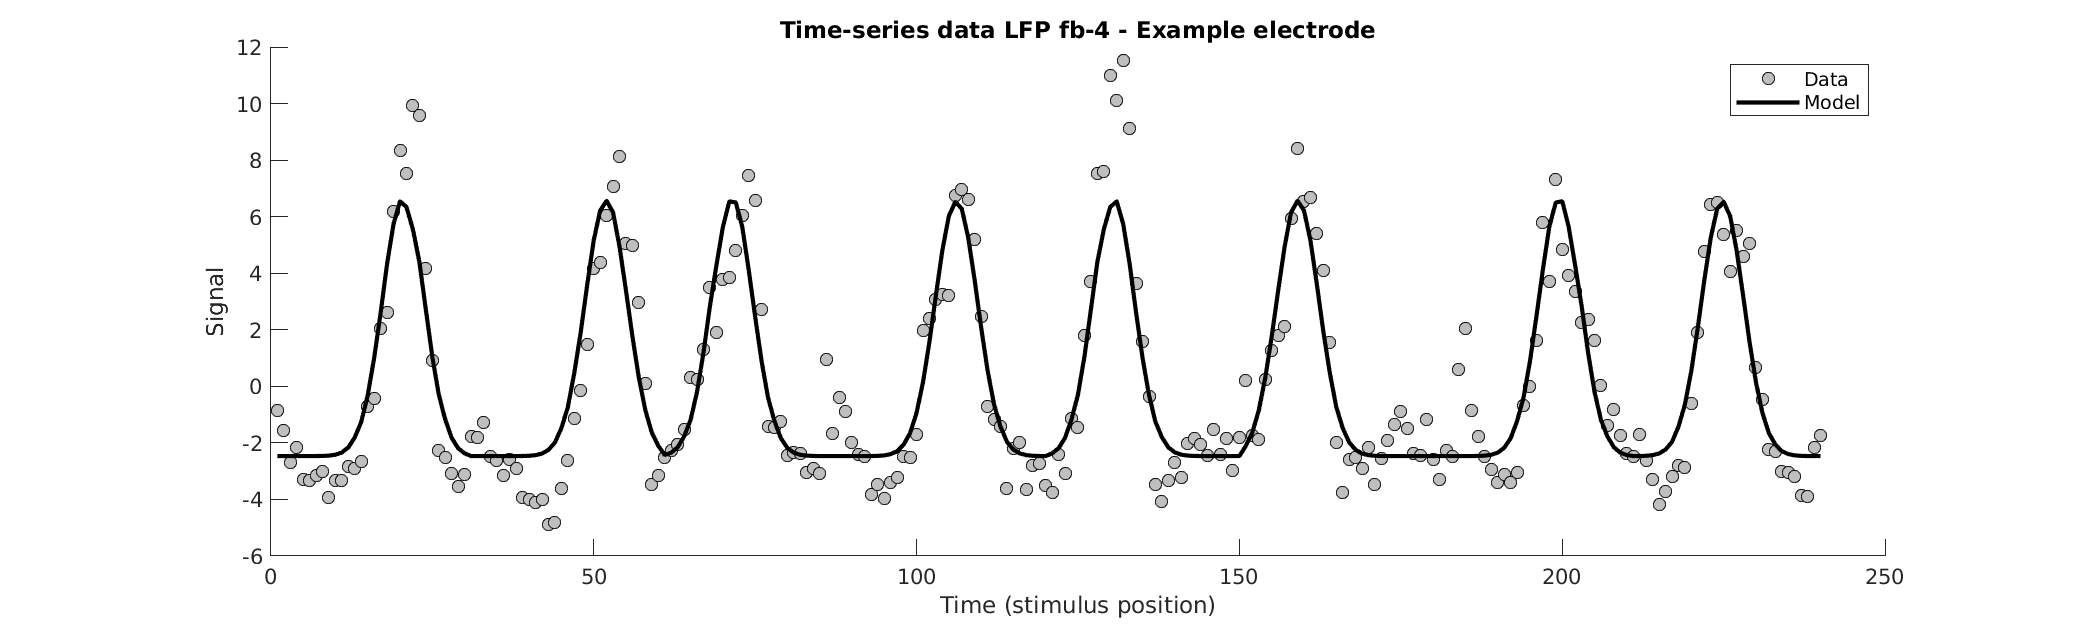 Time-series data LFP fb-4 - Example electrode
12
10
8
6
4
2
0
-2
-4
-6
Signal
Data
Model
0 50 100 150 200 250
Time (stimulus position)